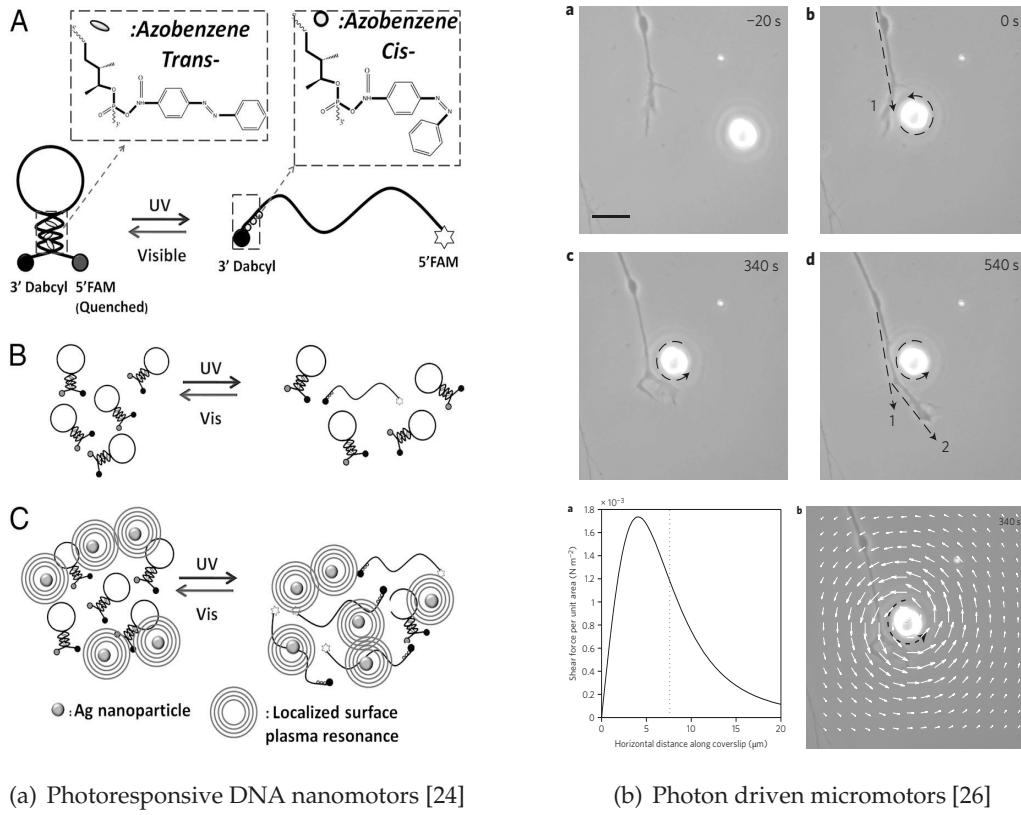 A
:Azobenzene
Trans-
:Azobenzene
Cis-
UV
Visible
3' Dabcyl 5'FAM
(Quenched)
3' Dabcyl
5'FAM
B
UV
Vis
C
UV
Vis
: Ag nanoparticle
: Localized surface
plasma resonance
(a) Photoresponsive DNA nanomotors [24]
a
−20 s
b
0 s
1
c
340 s
d
540 s
1
2
a
× 10⁻³
Shear force per unit area (N m⁻²)
1.8
1.6
1.4
1.2
1.0
0.8
0.6
0.4
0.2
0
0 5 10 15 20
Horizontal distance along coverslip (μm)
b
340 s
(b) Photon driven micromotors [26]